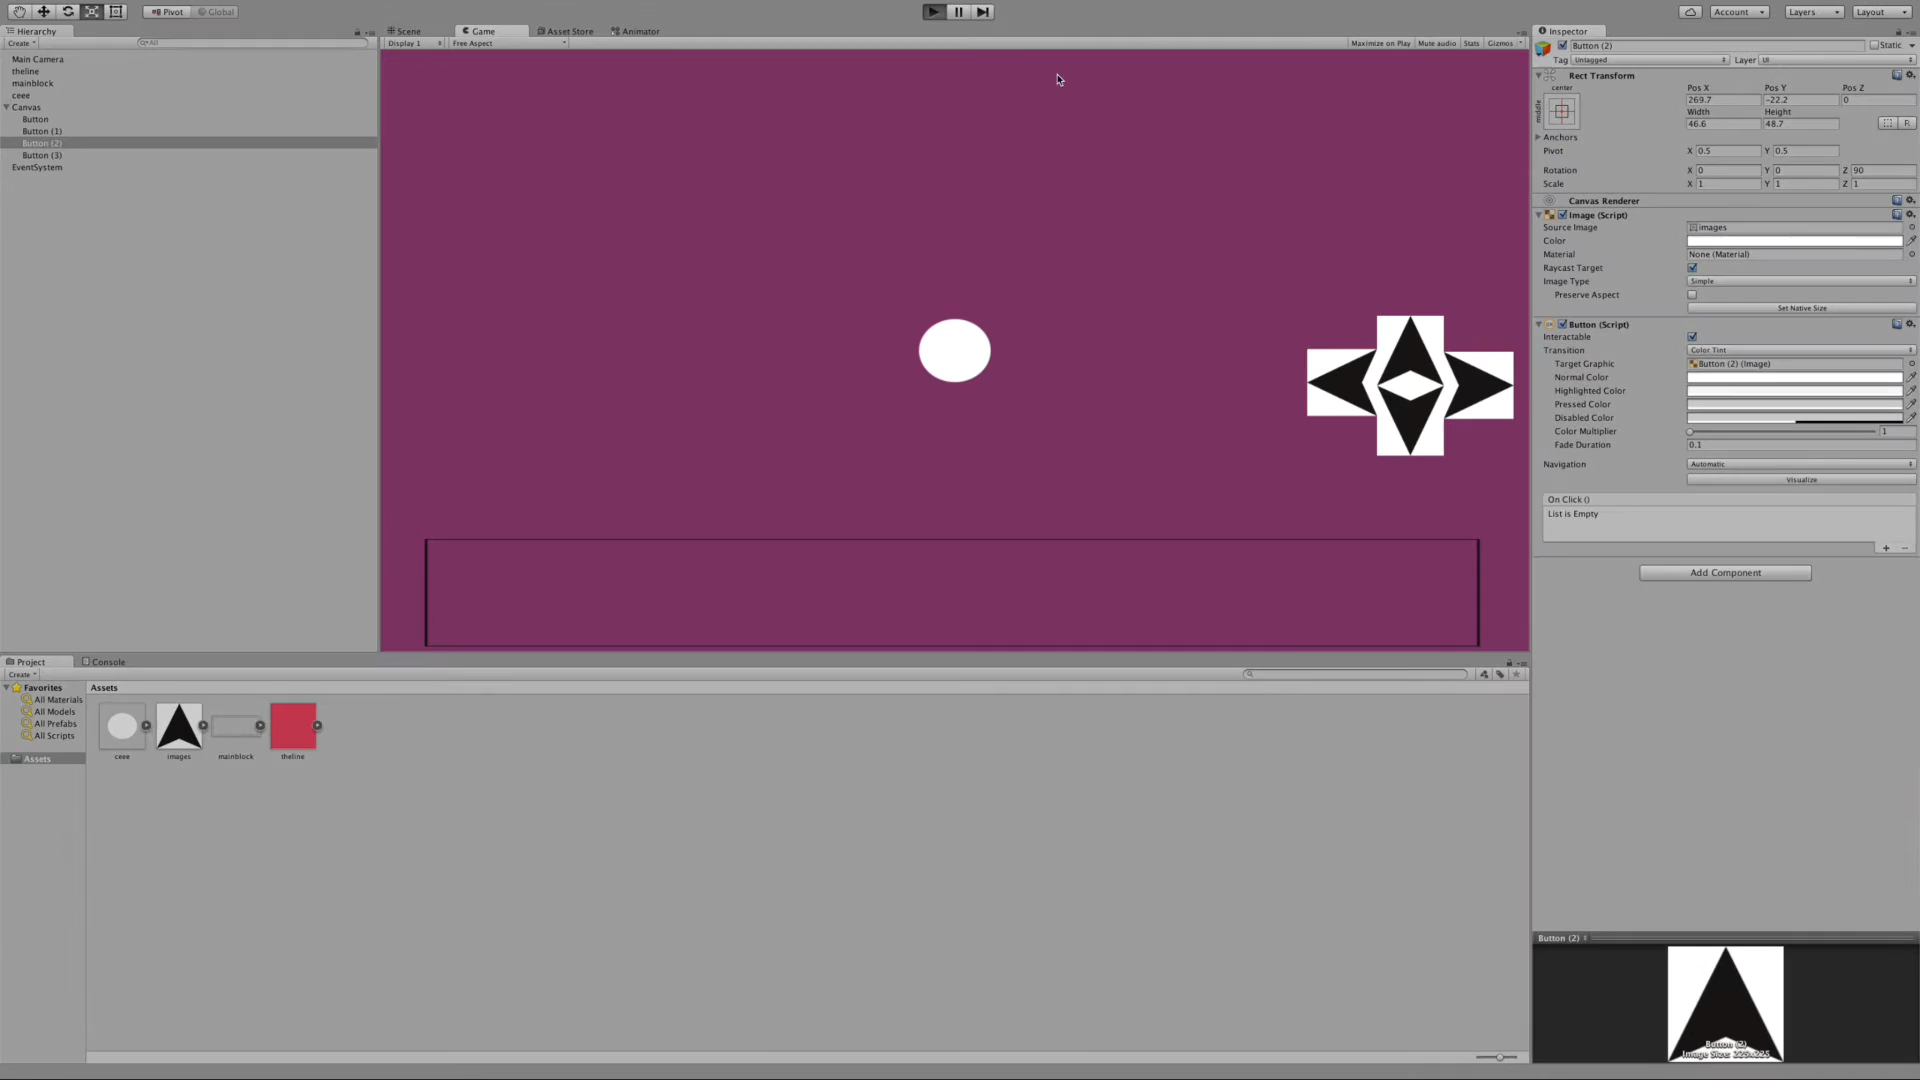 Pivot Global Account Layers Layout
Hierarchy Scene Game Asset Store Animator Inspector
Create All Display 1 Free Aspect Maximize on Play Mute audio Stats Gizmos
Button (2) Static
Tag Untagged Layer UI
Main Camera
theline
mainblock
ceee
Canvas
Button
Button (1)
Button (2)
Button (3)
EventSystem
Rect Transform
center
middle
Pos X Pos Y Pos Z
269.7 -22.2 0
Width Height
46.6 48.7
R
Anchors
Pivot X 0.5 Y 0.5
Rotation X 0 Y 0 Z 90
Scale X 1 Y 1 Z 1
Canvas Renderer
Image (Script)
Source Image images
Color
Material None (Material)
Raycast Target
Image Type Simple
Preserve Aspect
Set Native Size
Button (Script)
Interactable
Transition Color Tint
Target Graphic Button (2) (Image)
Normal Color
Highlighted Color
Pressed Color
Disabled Color
Color Multiplier 1
Fade Duration 0.1
Navigation Automatic
Visualize
On Click ()
List is Empty
Add Component
Project Console
Create
Favorites
All Materials
All Models
All Prefabs
All Scripts
Assets
Assets
ceee images mainblock theline
Button (2)
Button (2)
Image Size: 225x225